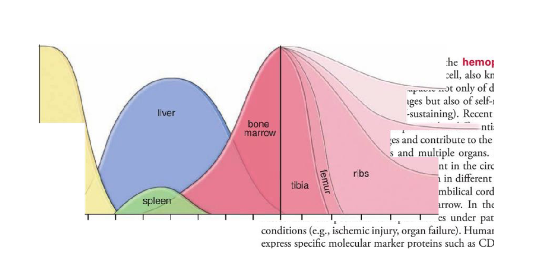 the hemop
cell, also kn
not only of d
ages but also of self-r
-sustaining). Recent
ges and contribute to the
s and multiple organs.
nt in the circ
in different
mbilical cord
arrow. In the
es under pat
conditions (e.g., ischemic injury, organ failure). Human
express specific molecular marker proteins such as CD
liver
bone
marrow
spleen
tibia
femur
ribs